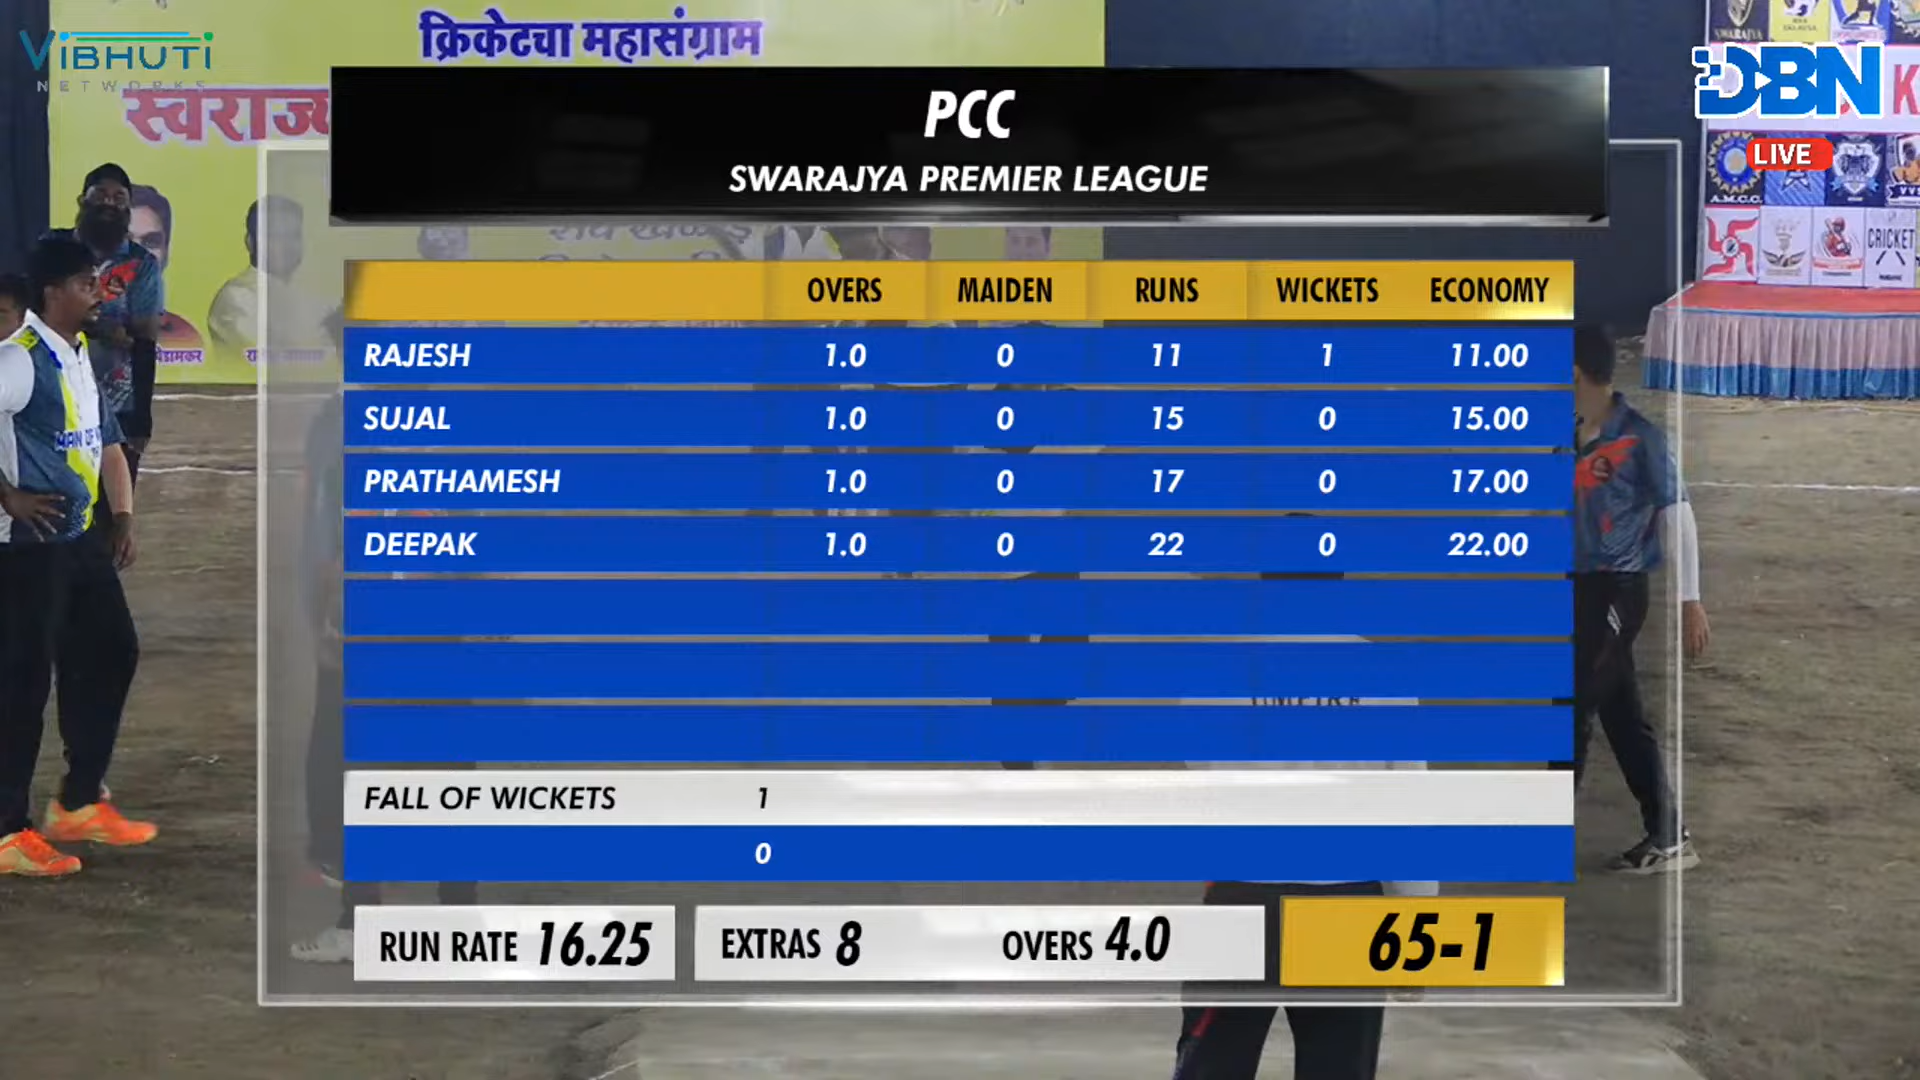 VIBHUTI
NETWORKS
क्रिकेटचा महासंग्राम
स्वराज्य
DBN
LIVE
PCC
SWARAJYA PREMIER LEAGUE
OVERS MAIDEN RUNS WICKETS ECONOMY
RAJESH 1.0 0 11 1 11.00
SUJAL 1.0 0 15 0 15.00
PRATHAMESH 1.0 0 17 0 17.00
DEEPAK 1.0 0 22 0 22.00
FALL OF WICKETS 1
0
RUN RATE 16.25 EXTRAS 8 OVERS 4.0 65-1
SWARAJYA
A.M.C.C.
CRICKET